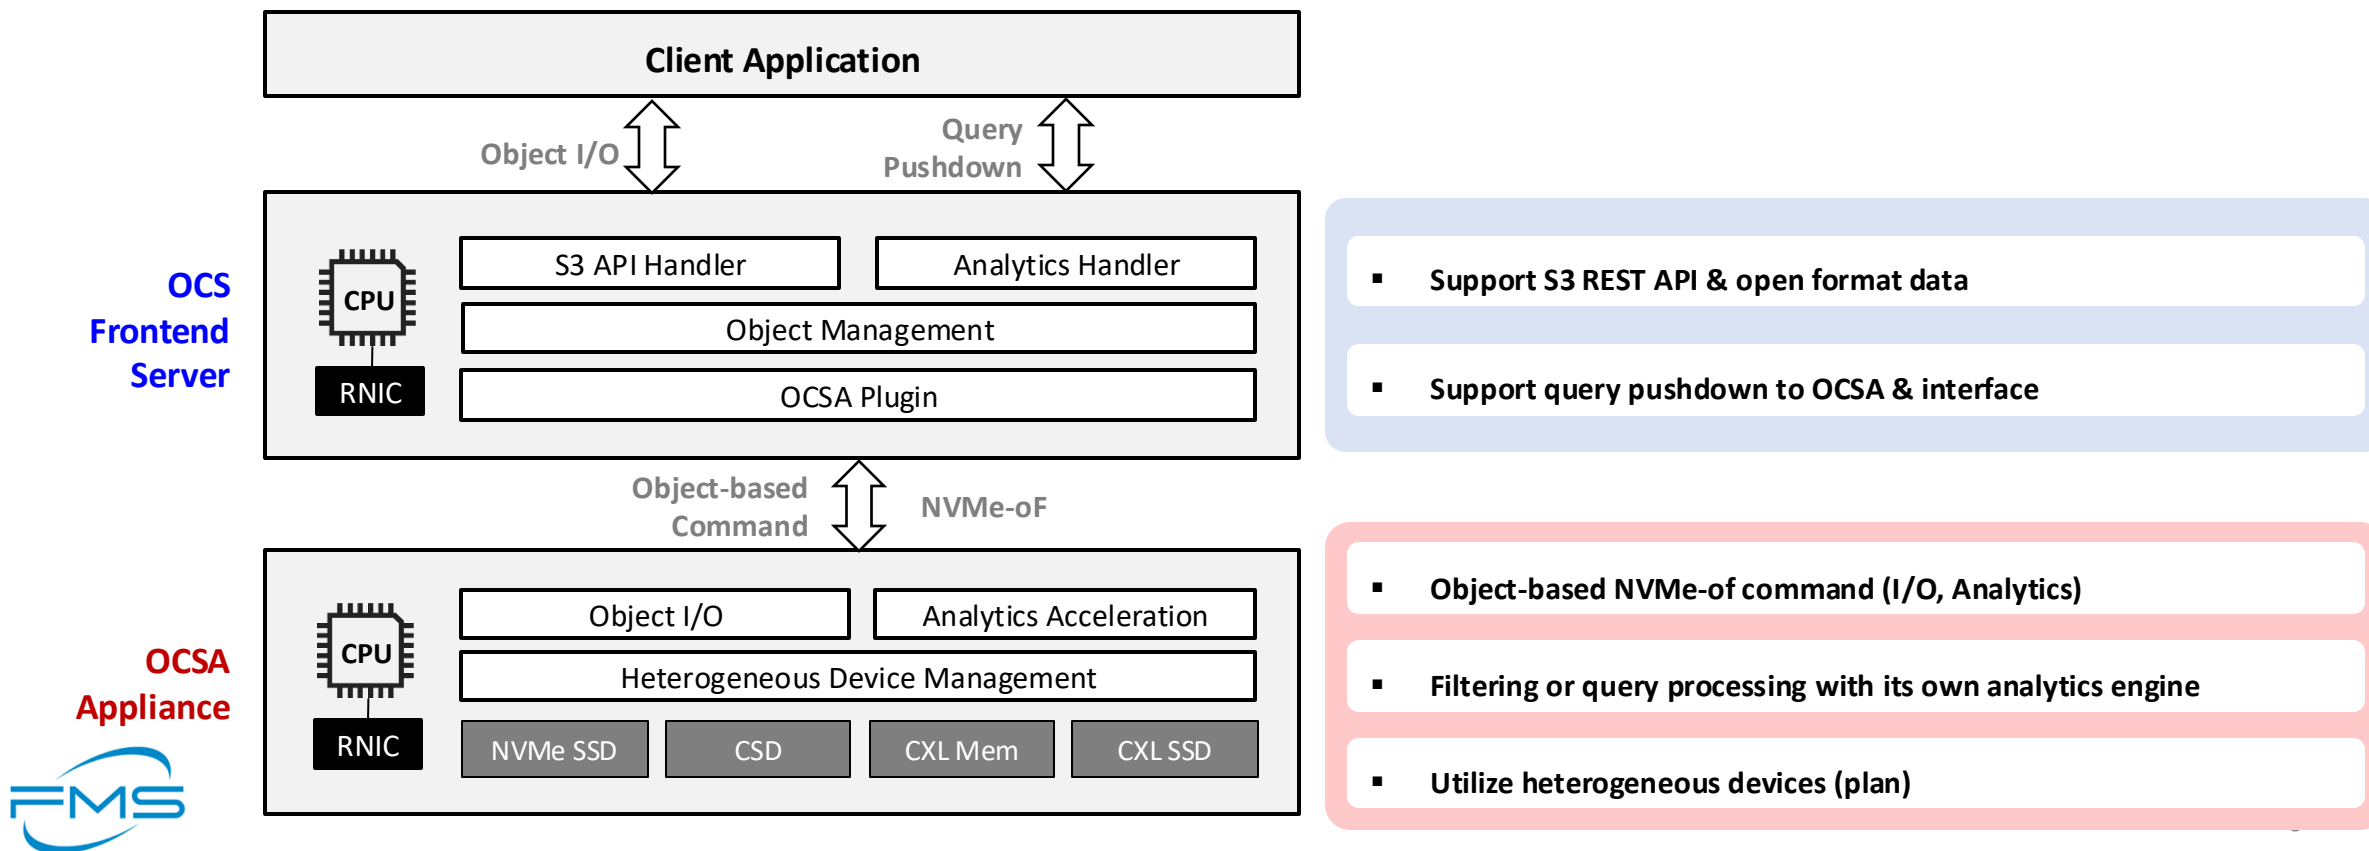 Client Application
Object I/O
Query
Pushdown
OCS
Frontend
Server
CPU
RNIC
S3 API Handler
Analytics Handler
Object Management
OCSA Plugin
▪ Support S3 REST API & open format data
▪ Support query pushdown to OCSA & interface
Object-based
Command
NVMe-oF
OCSA
Appliance
CPU
RNIC
Object I/O
Analytics Acceleration
Heterogeneous Device Management
NVMe SSD
CSD
CXL Mem
CXL SSD
▪ Object-based NVMe-of command (I/O, Analytics)
▪ Filtering or query processing with its own analytics engine
▪ Utilize heterogeneous devices (plan)
FMS